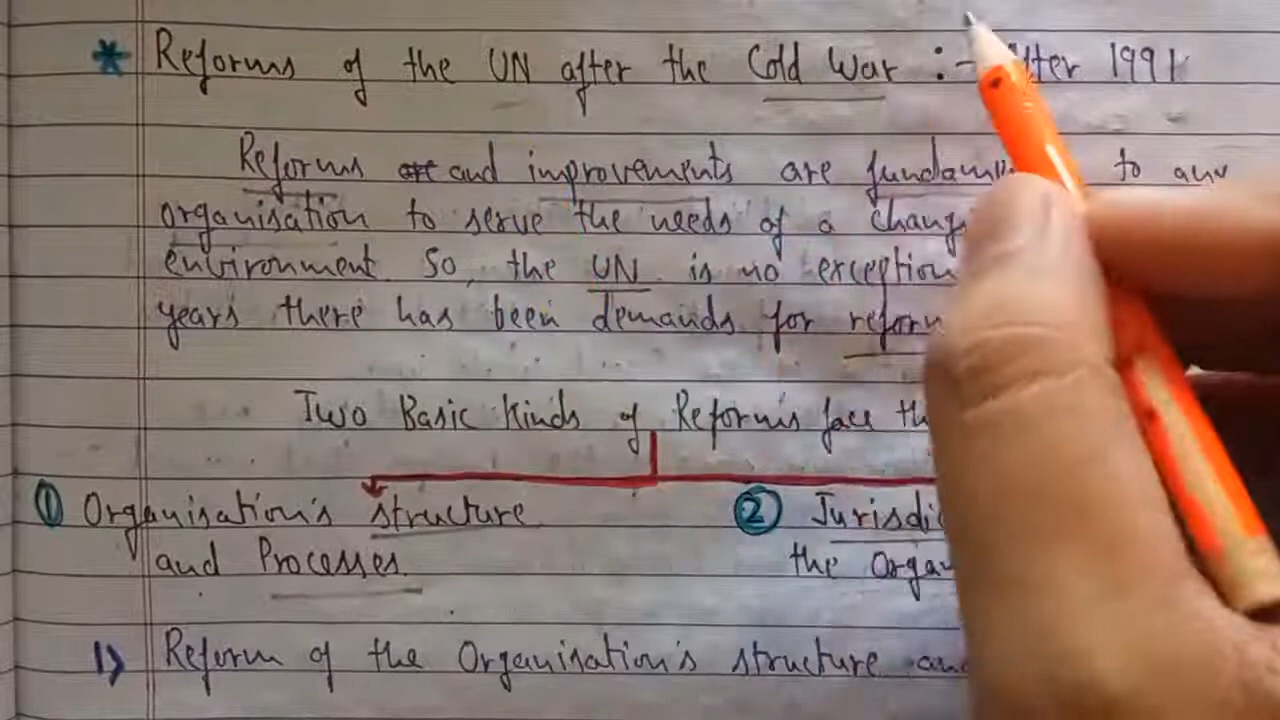 * Reforms of the UN after the Cold War :- After 1991
Reforms and improvements are to
organisation to serve the needs of a
environment. So, the UN is no exception
years there has been demands for
Two Basic Kinds of Reforms face
① Organisation's structure ②
and Processes. the
1) Reform of the Organisation's structure